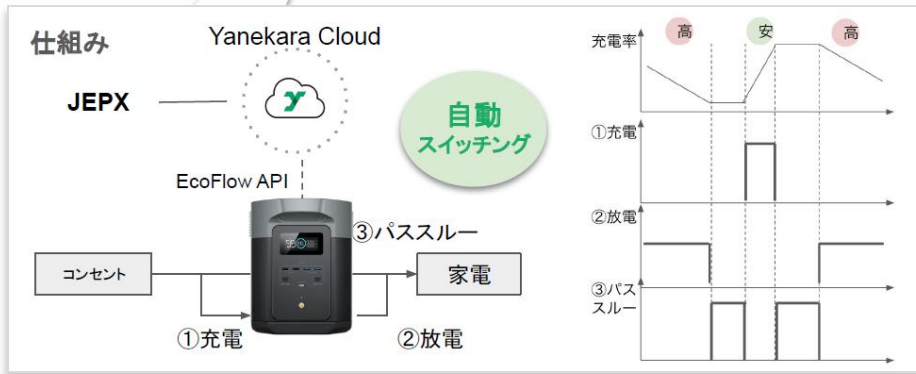 仕組み
Yanekara Cloud
JEPX
自動
スイッチング
EcoFlow API
③パススルー
コンセント
家電
①充電
②放電
高
安
高
充電率
①充電
②放電
③パス
スルー